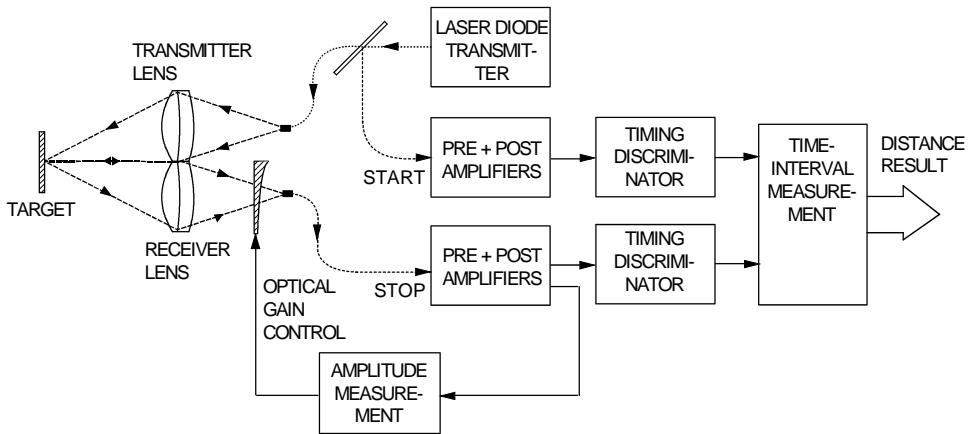 LASER DIODE
TRANSMIT-
TER
TRANSMITTER
LENS
TARGET
RECEIVER
LENS
START
PRE + POST
AMPLIFIERS
TIMING
DISCRIMI-
NATOR
TIME-
INTERVAL
MEASURE-
MENT
DISTANCE
RESULT
STOP
PRE + POST
AMPLIFIERS
TIMING
DISCRIMI-
NATOR
OPTICAL
GAIN
CONTROL
AMPLITUDE
MEASURE-
MENT